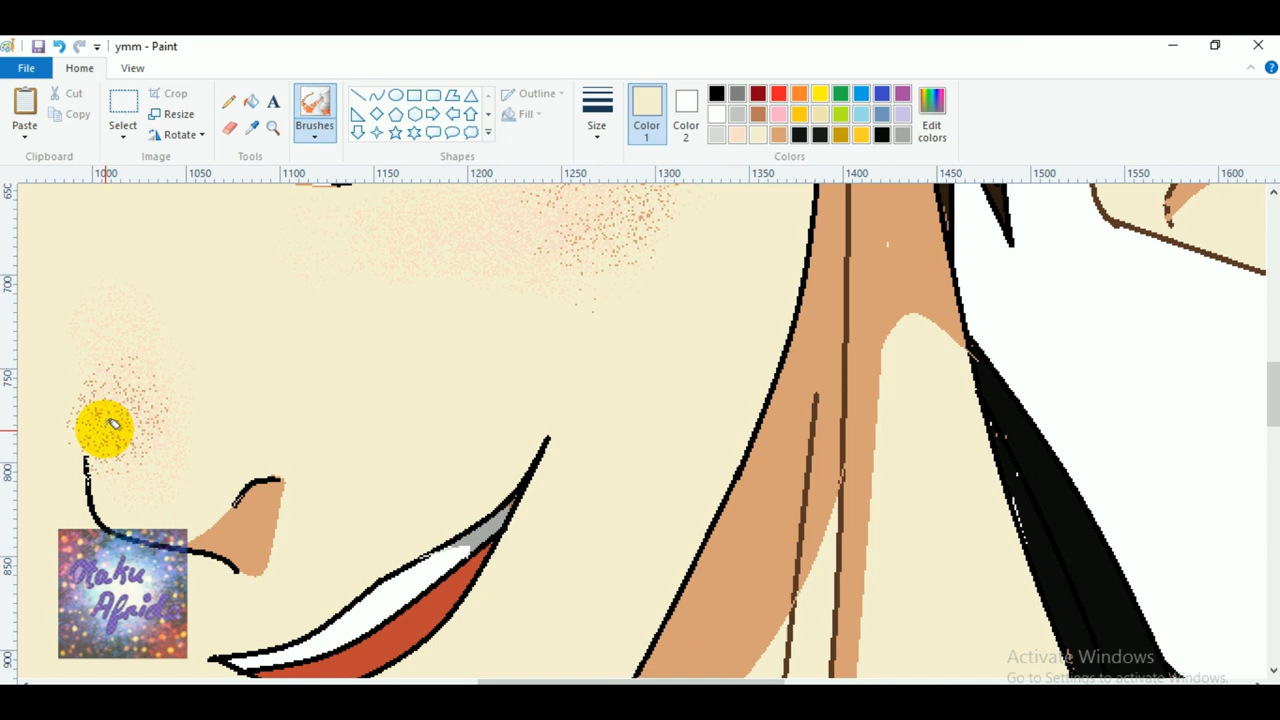 ymm - Paint
File
Home
View
Paste
Cut
Copy
Clipboard
Select
Crop
Resize
Rotate
Image
A
Tools
Brushes
Outline
Fill
Shapes
Size
Color
1
Color
2
Edit
colors
Colors
1000 1050 1100 1150 1200 1250 1300 1350 1400 1450 1500 1550 1600
650
700
750
800
850
900
Otaku
Afrida
Activate Windows
Go to Settings to activate Windows.